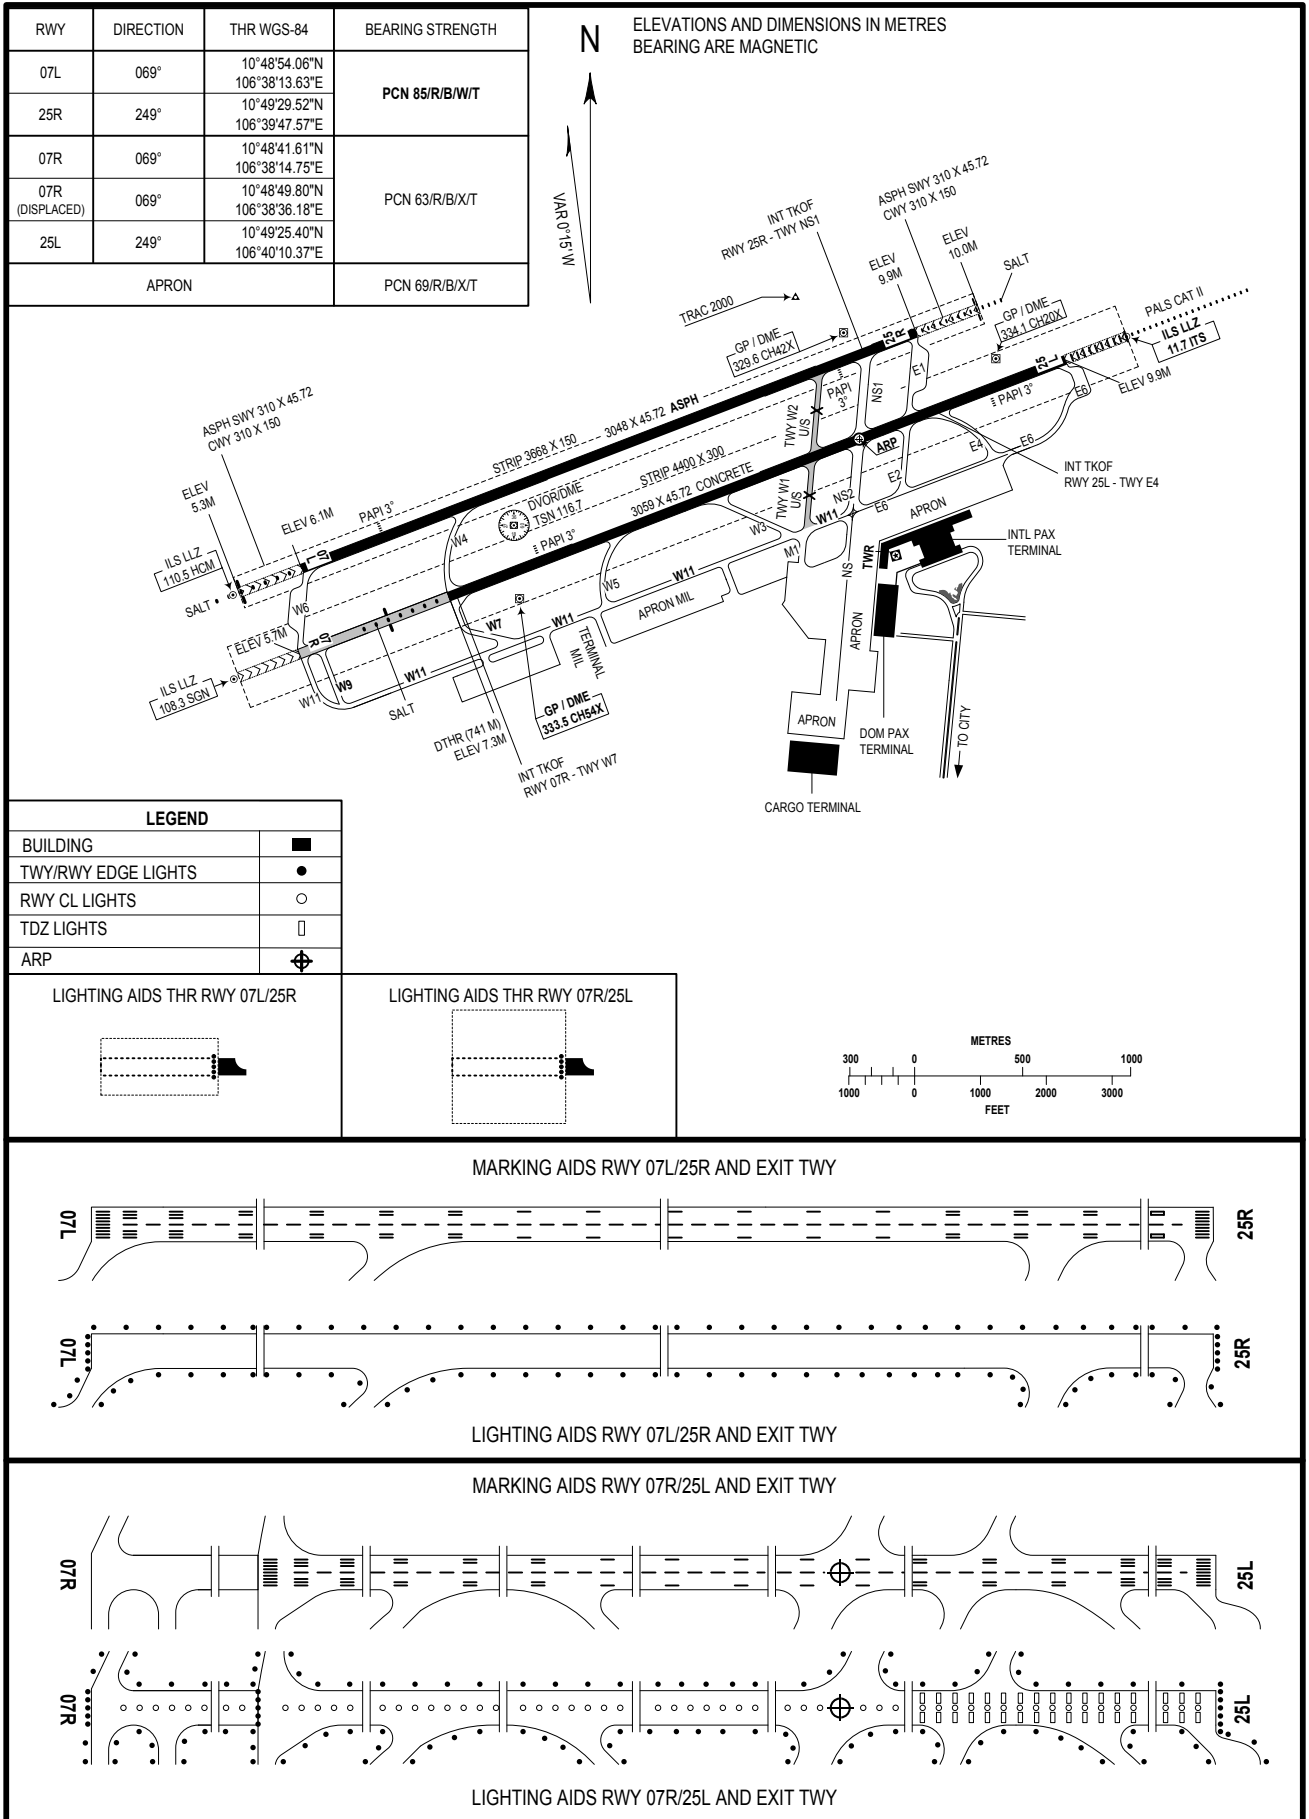 RWY DIRECTION THR WGS-84 BEARING STRENGTH
07L 069° 10°48'54.06"N
106°38'13.63"E
PCN 85/R/B/W/T
25R 249° 10°49'29.52"N
106°39'47.57"E
07R 069° 10°48'41.61"N
106°38'14.75"E
07R
(DISPLACED)
069° 10°48'49.80"N
106°38'36.18"E
PCN 63/R/B/X/T
25L 249° 10°49'25.40"N
106°40'10.37"E
APRON PCN 69/R/B/X/T
N
VAR 0°15' W
ELEVATIONS AND DIMENSIONS IN METRES
BEARING ARE MAGNETIC
INT TKOF
RWY 25R - TWY NS1
ASPH SWY 310 X 45.72
CWY 310 X 150
ELEV
9.9M
ELEV
10.0M
SALT
TRAC 2000
GP / DME
329.6 CH42X
GP / DME
334.1 CH20X
PALS CAT II
ILS LLZ
11.7 ITS
ELEV 9.9M
25
R
25
L
E1
E6
PAPI 3°
PAPI
3°
NS1
TWY W2
U/S
ARP
ASPH SWY 310 X 45.72
CWY 310 X 150
STRIP 3668 X 150
3048 X 45.72 ASPH
STRIP 4400 X 300
3059 X 45.72 CONCRETE
ELEV
5.3M
ELEV 6.1M
PAPI 3°
DVOR/DME
TSN 116.7
PAPI 3°
W4
TWY W1
U/S
NS2
E2
E4
E6
E6
INT TKOF
RWY 25L - TWY E4
ILS LLZ
110.5 HCM
SALT
07
L
W6
W3
W11
M1
NS
APRON
TWR
INTL PAX
TERMINAL
ELEV 5.7M
07
R
W5
W11
APRON MIL
W7
W11
TERMINAL
MIL
W11
W9
W11
SALT
ILS LLZ
108.3 SGN
GP / DME
333.5 CH54X
DTHR (741 M)
ELEV 7.3M
INT TKOF
RWY 07R - TWY W7
APRON
APRON
DOM PAX
TERMINAL
TO CITY
CARGO TERMINAL
LEGEND
BUILDING
TWY/RWY EDGE LIGHTS
RWY CL LIGHTS
TDZ LIGHTS
ARP
LIGHTING AIDS THR RWY 07L/25R
LIGHTING AIDS THR RWY 07R/25L
METRES
300 0 500 1000
1000 0 1000 2000 3000
FEET
MARKING AIDS RWY 07L/25R AND EXIT TWY
07L 25R
07L 25R
LIGHTING AIDS RWY 07L/25R AND EXIT TWY
MARKING AIDS RWY 07R/25L AND EXIT TWY
07R 25L
07R 25L
LIGHTING AIDS RWY 07R/25L AND EXIT TWY